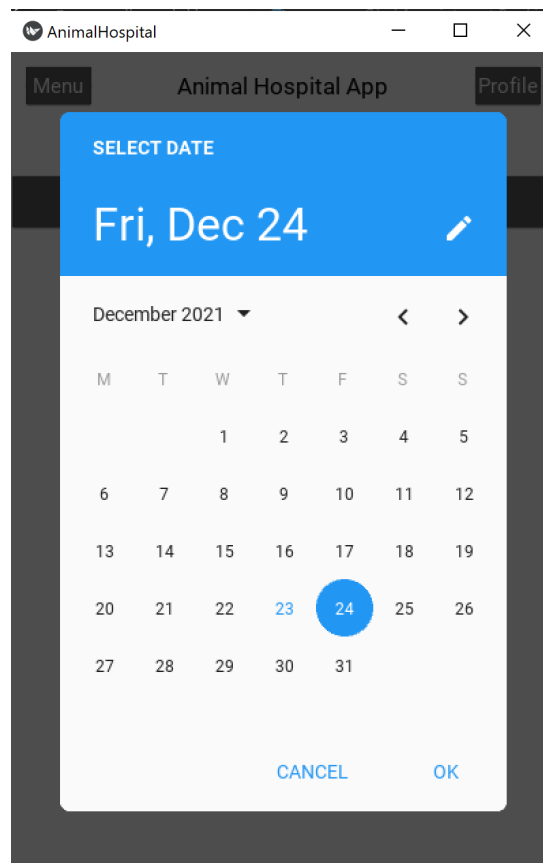 AnimalHospital
Menu Animal Hospital App Profile
SELECT DATE
Fri, Dec 24
December 2021
M T W T F S S
1 2 3 4 5
6 7 8 9 10 11 12
13 14 15 16 17 18 19
20 21 22 23 24 25 26
27 28 29 30 31
CANCEL OK